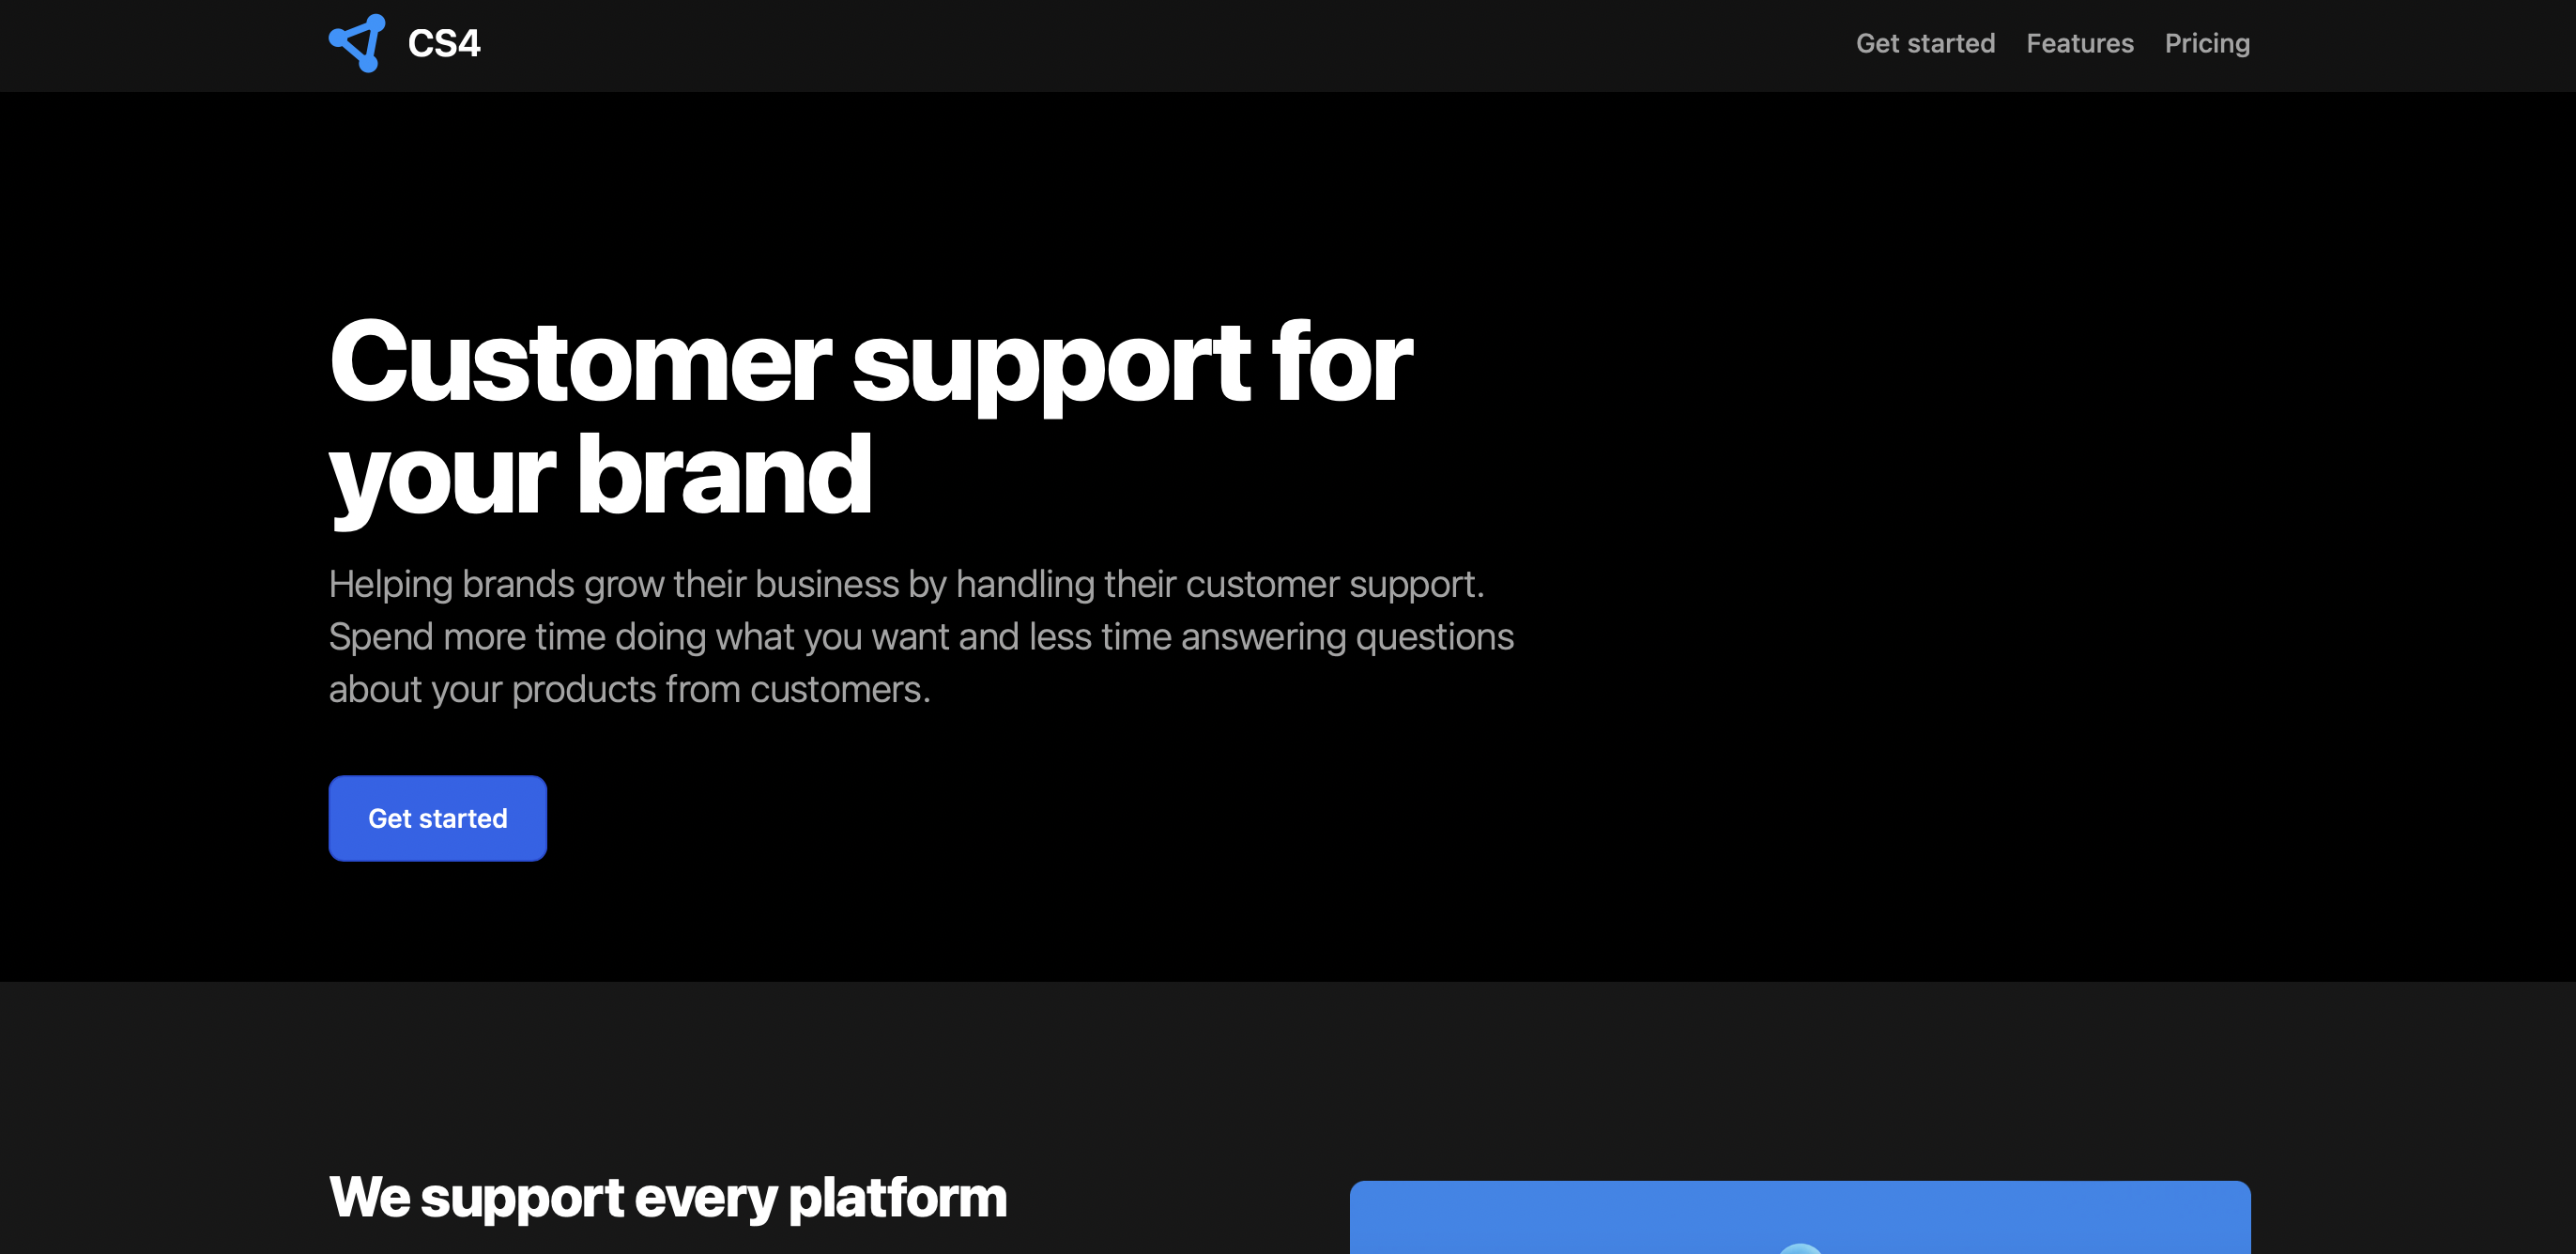 CS4
Get started
Features
Pricing
Customer support for
your brand
Helping brands grow their business by handling their customer support.
Spend more time doing what you want and less time answering questions
about your products from customers.
Get started
We support every platform